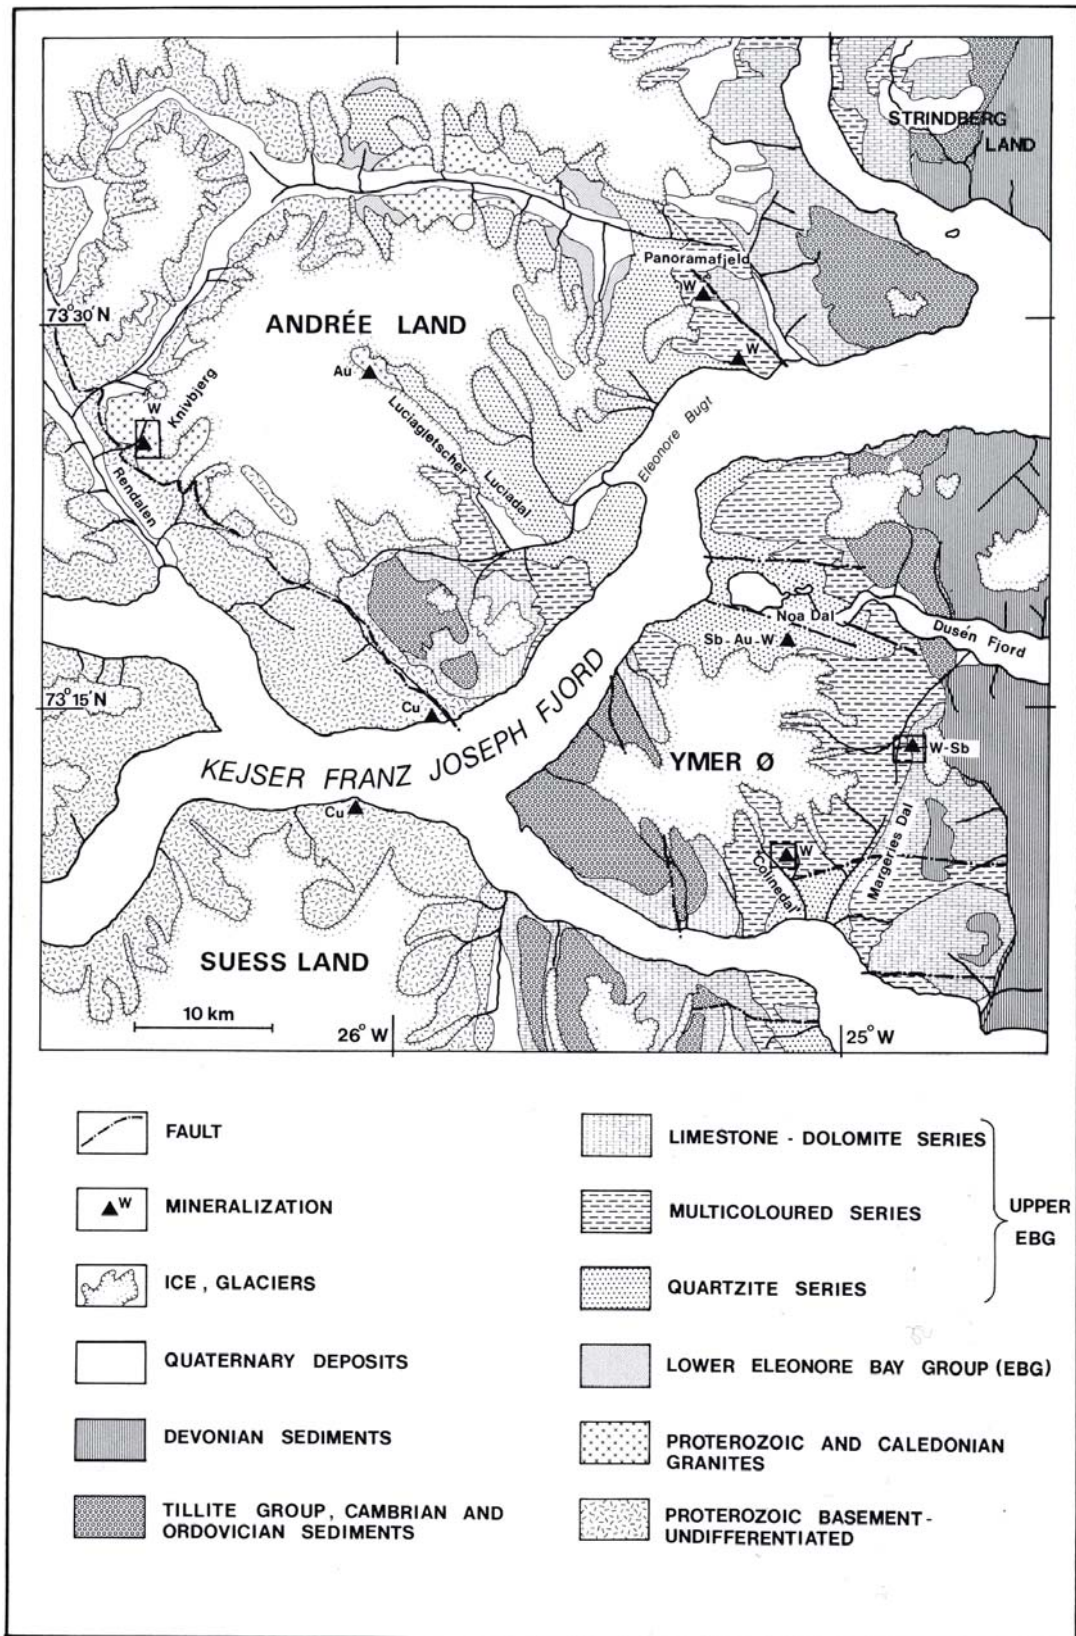 STRINDBERG
LAND
Panoramafjeld
W
73°30'N
ANDRÉE LAND
W
Au
Knivbjerg
W
Luciagletscher
Eleonore Bugt
Rendalen
Luciadal
Noa Dal
Sb-Au-W
Dusén Fjord
73°15'N
Cu
KEJSER FRANZ JOSEPH FJORD
YMER Ø
W-Sb
Cu
W
Margeries Dal
Collinedal
SUESS LAND
10 km
26°W
25°W
FAULT
W
MINERALIZATION
ICE, GLACIERS
QUATERNARY DEPOSITS
DEVONIAN SEDIMENTS
TILLITE GROUP, CAMBRIAN AND
ORDOVICIAN SEDIMENTS
LIMESTONE - DOLOMITE SERIES
MULTICOLOURED SERIES
QUARTZITE SERIES
UPPER
EBG
LOWER ELEONORE BAY GROUP (EBG)
PROTEROZOIC AND CALEDONIAN
GRANITES
PROTEROZOIC BASEMENT-
UNDIFFERENTIATED